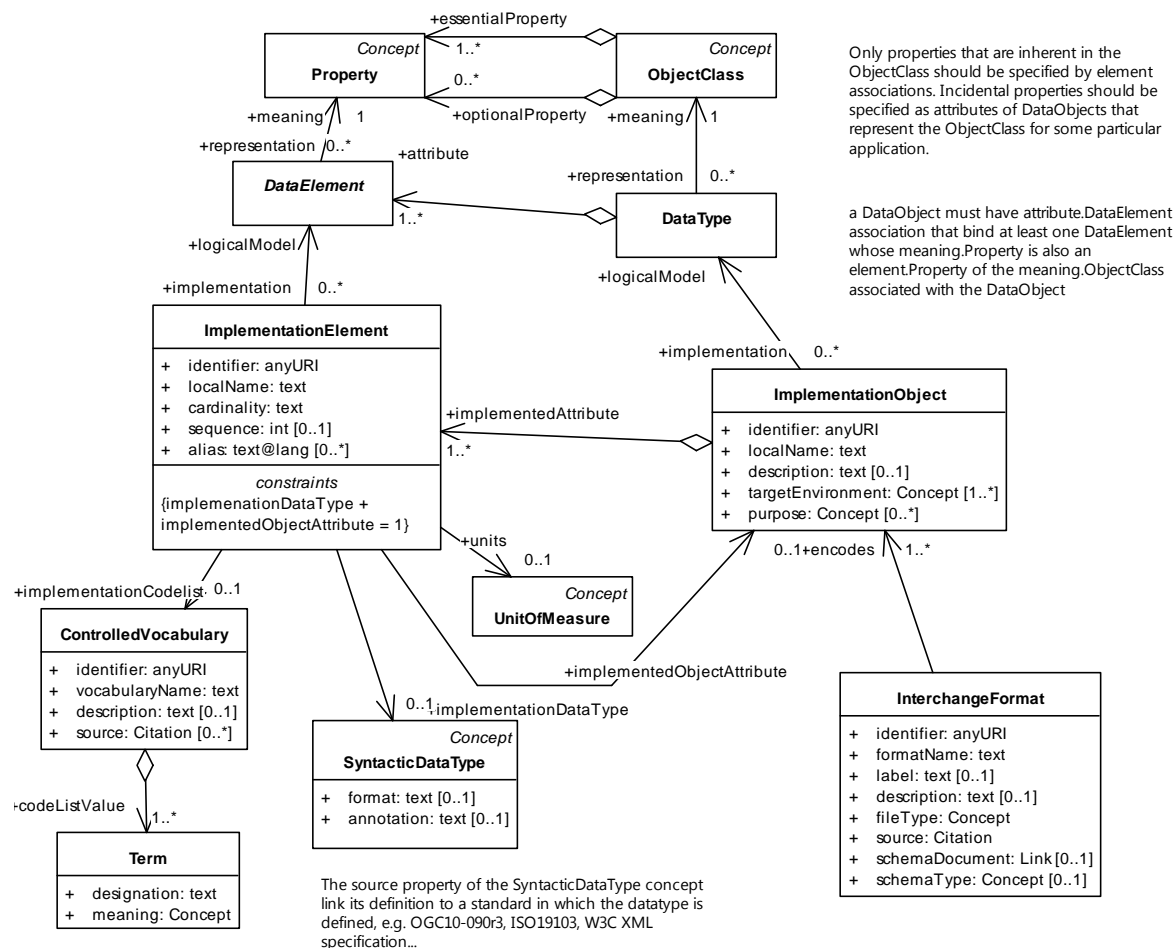 +essentialProperty
Concept
Property
1..*
Concept
ObjectClass
0..*
+optionalProperty
+meaning
1
+meaning
1
Only properties that are inherent in the
ObjectClass should be specified by element
associations. Incidental properties should be
specified as attributes of DataObjects that
represent the ObjectClass for some particular
application.
+representation
0..*
+attribute
DataElement
1..*
+representation
0..*
DataType
a DataObject must have attribute.DataElement
association that bind at least one DataElement
whose meaning.Property is also an
element.Property of the meaning.ObjectClass
associated with the DataObject
+logicalModel
+logicalModel
+implementation
0..*
+implementation
0..*
ImplementationElement
+ identifier: anyURI
+ localName: text
+ cardinality: text
+ sequence: int [0..1]
+ alias: text@lang [0..*]
constraints
{implemenationDataType +
implementedObjectAttribute = 1}
+implementedAttribute
1..*
ImplementationObject
+ identifier: anyURI
+ localName: text
+ description: text [0..1]
+ targetEnvironment: Concept [1..*]
+ purpose: Concept [0..*]
+units
0..1
0..1
+encodes
1..*
Concept
UnitOfMeasure
+implementationCodelist
0..1
ControlledVocabulary
+ identifier: anyURI
+ vocabularyName: text
+ description: text [0..1]
+ source: Citation [0..*]
+implementedObjectAttribute
0..1
+implementationDataType
Concept
SyntacticDataType
+ format: text [0..1]
+ annotation: text [0..1]
InterchangeFormat
+ identifier: anyURI
+ formatName: text
+ label: text [0..1]
+ description: text [0..1]
+ fileType: Concept
+ source: Citation
+ schemaDocument: Link [0..1]
+ schemaType: Concept [0..1]
+codeListValue
1..*
Term
+ designation: text
+ meaning: Concept
The source property of the SyntacticDataType concept
link its definition to a standard in which the datatype is
defined, e.g. OGC10-090r3, ISO19103, W3C XML
specification...